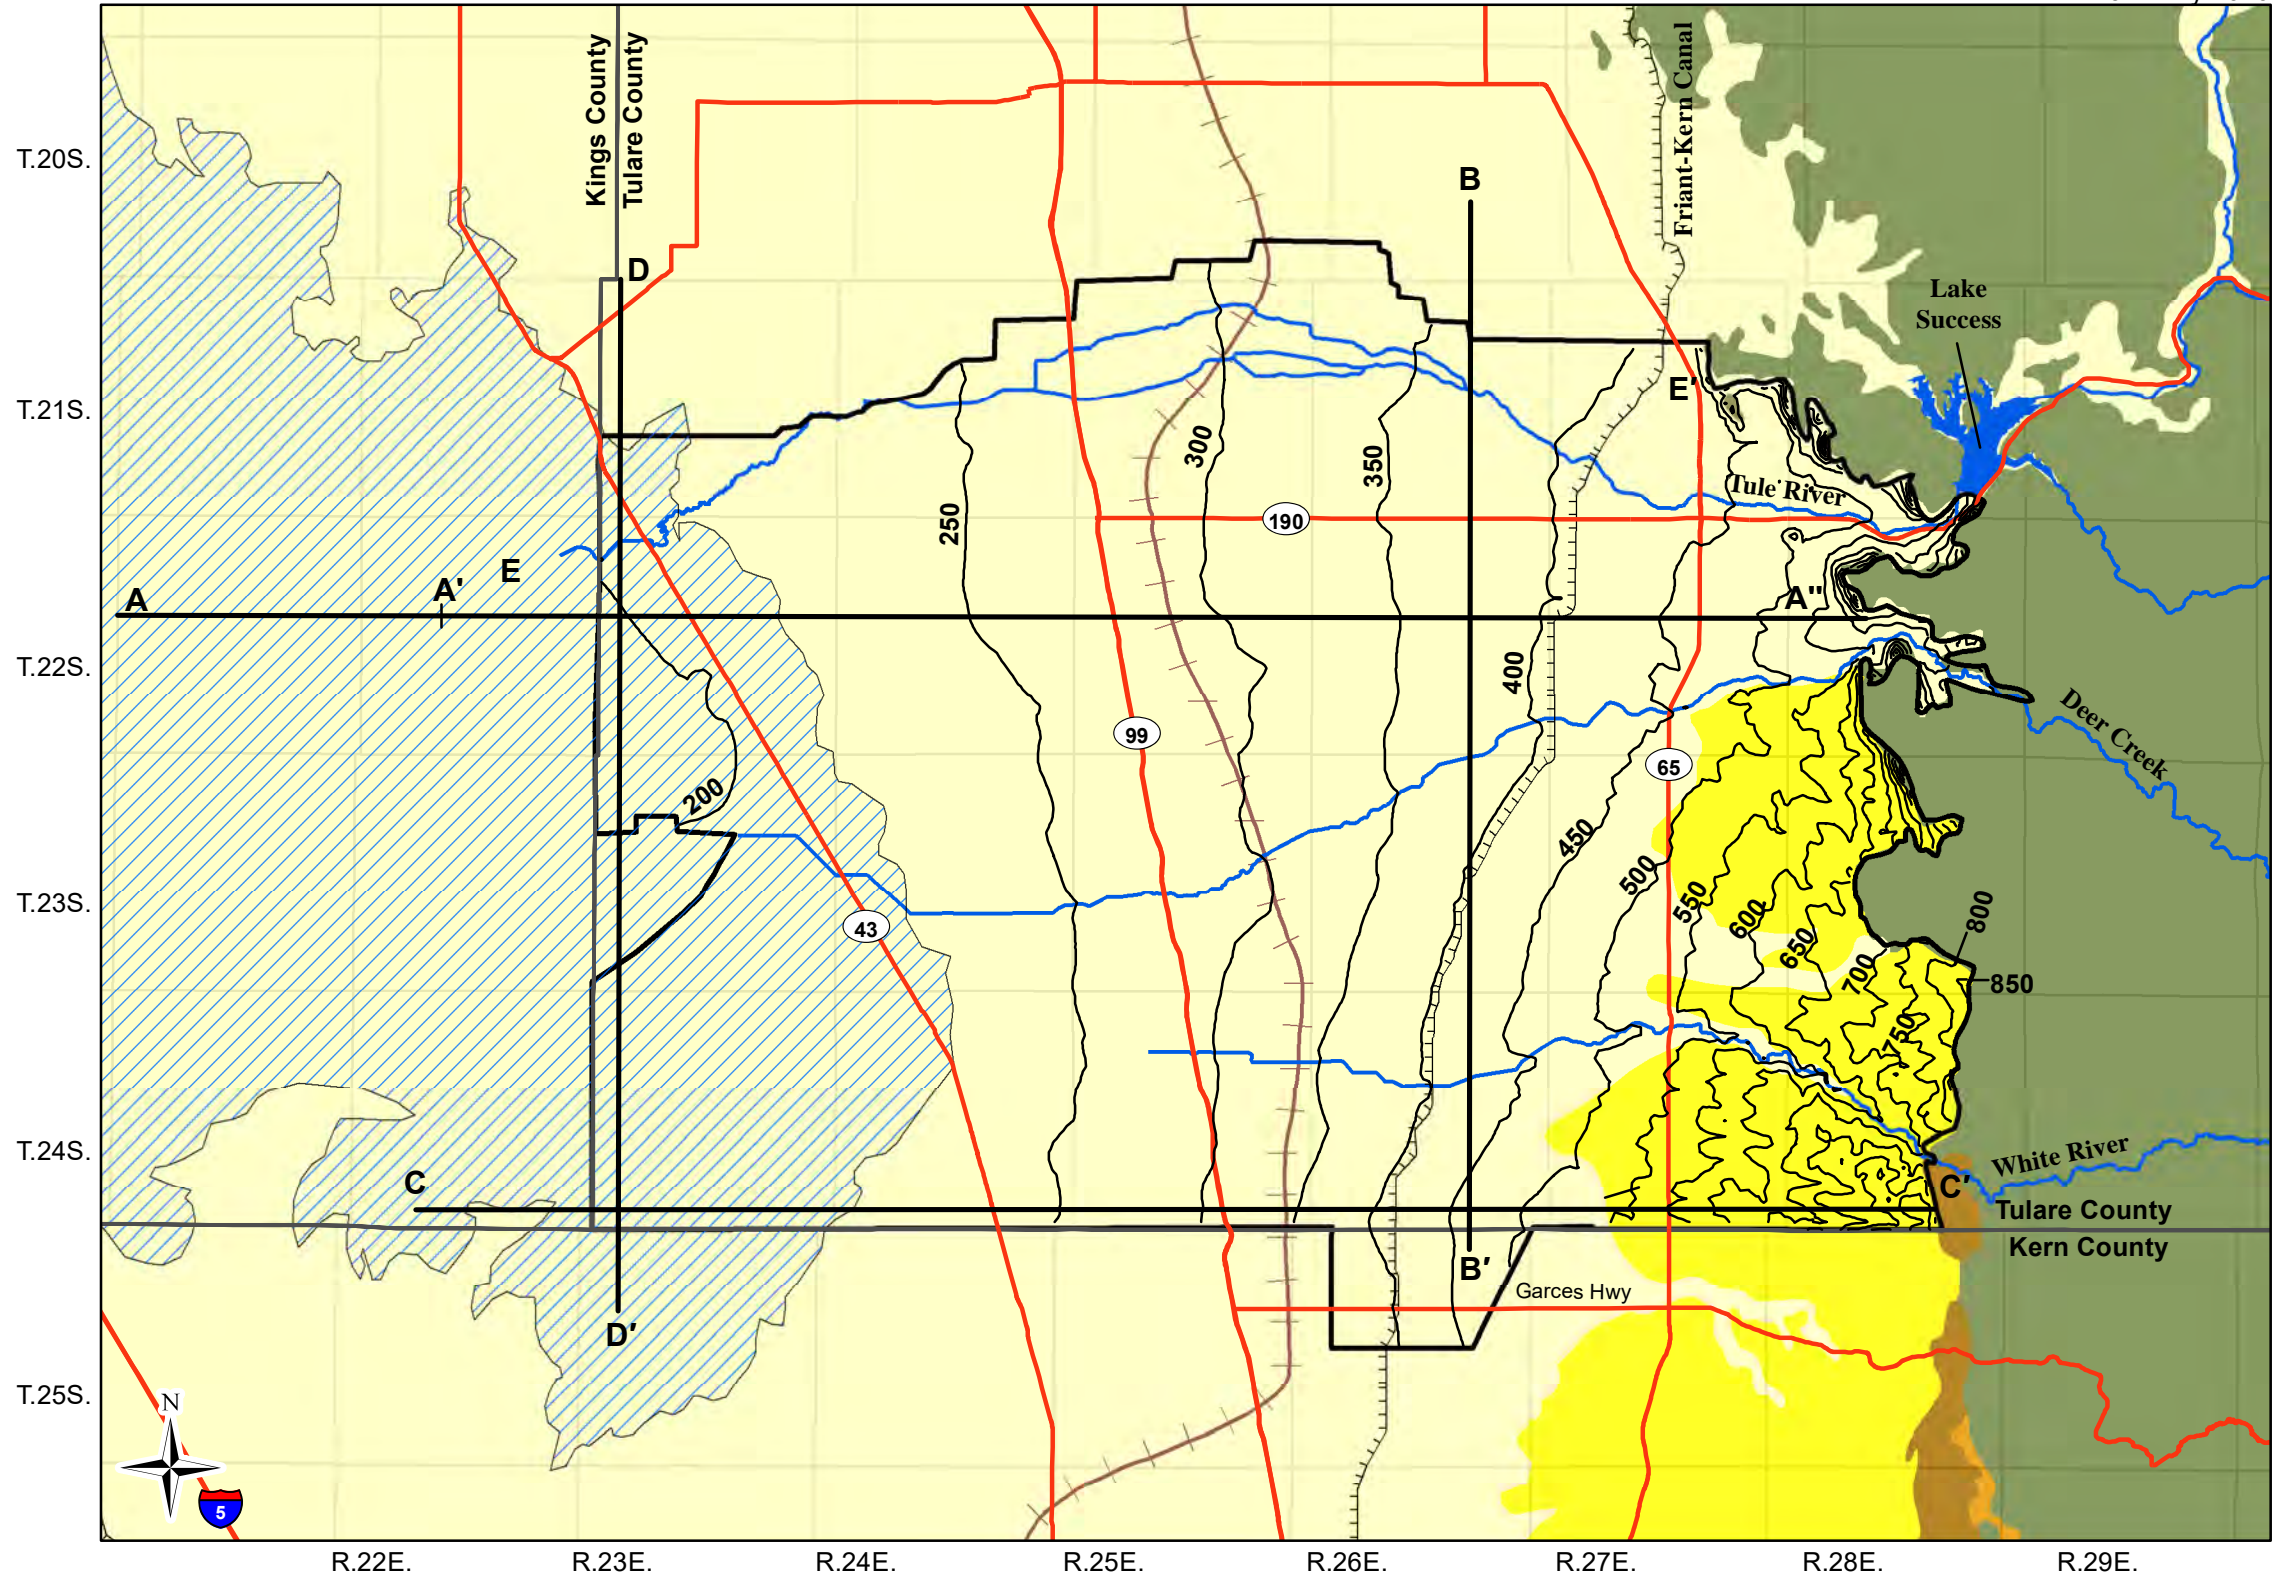 Kings County
Tulare County
Friant-Kern Canal
T.20S.
B
D
Lake
Success
E'
T.21S.
300
350
250
190
Tule River
E
A
A'
A"
T.22S.
400
Deer Creek
99
65
200
450
500
550
600
650
700
750
800
850
T.23S.
43
T.24S.
White River
C
C'
Tulare County
Kern County
B'
Garces Hwy
D'
T.25S.
N
5
R.22E.
R.23E.
R.24E.
R.25E.
R.26E.
R.27E.
R.28E.
R.29E.